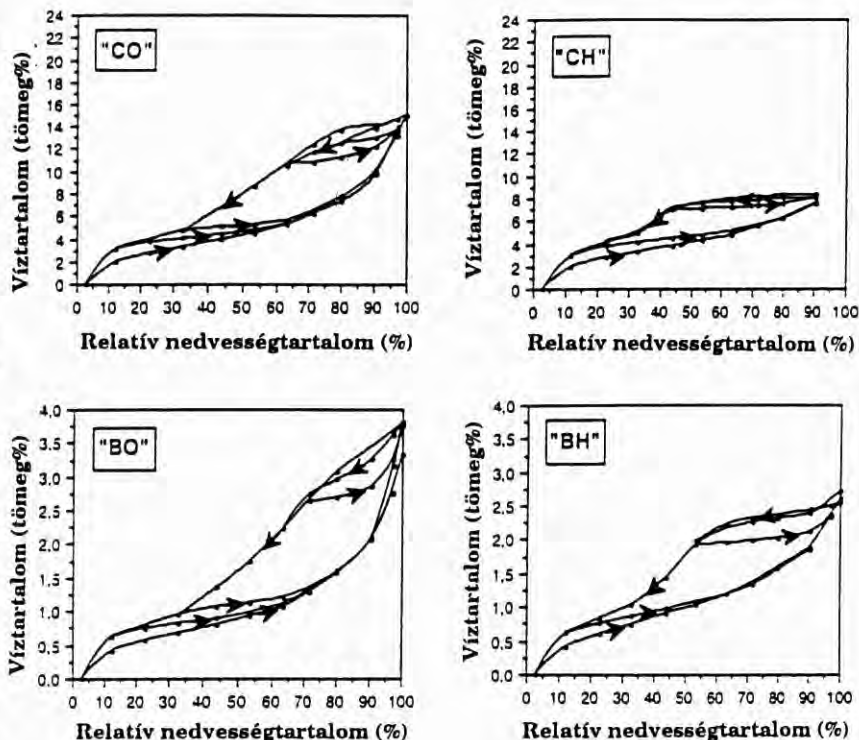 "CO"
Víztartalom (tömeg%)
24
22
20
18
16
14
12
10
8
6
4
2
0
0 10 20 30 40 50 60 70 80 90 100
Relatív nedvességtartalom (%)
"CH"
Víztartalom (tömeg%)
24
22
20
18
16
14
12
10
8
6
4
2
0
0 10 20 30 40 50 60 70 80 90 100
Relatív nedvességtartalom (%)
"BO"
Víztartalom (tömeg%)
4,0
3,5
3,0
2,5
2,0
1,5
1,0
0,5
0,0
0 10 20 30 40 50 60 70 80 90 100
Relatív nedvességtartalom (%)
"BH"
Víztartalom (tömeg%)
4,0
3,5
3,0
2,5
2,0
1,5
1,0
0,5
0,0
0 10 20 30 40 50 60 70 80 90 100
Relatív nedvességtartalom (%)